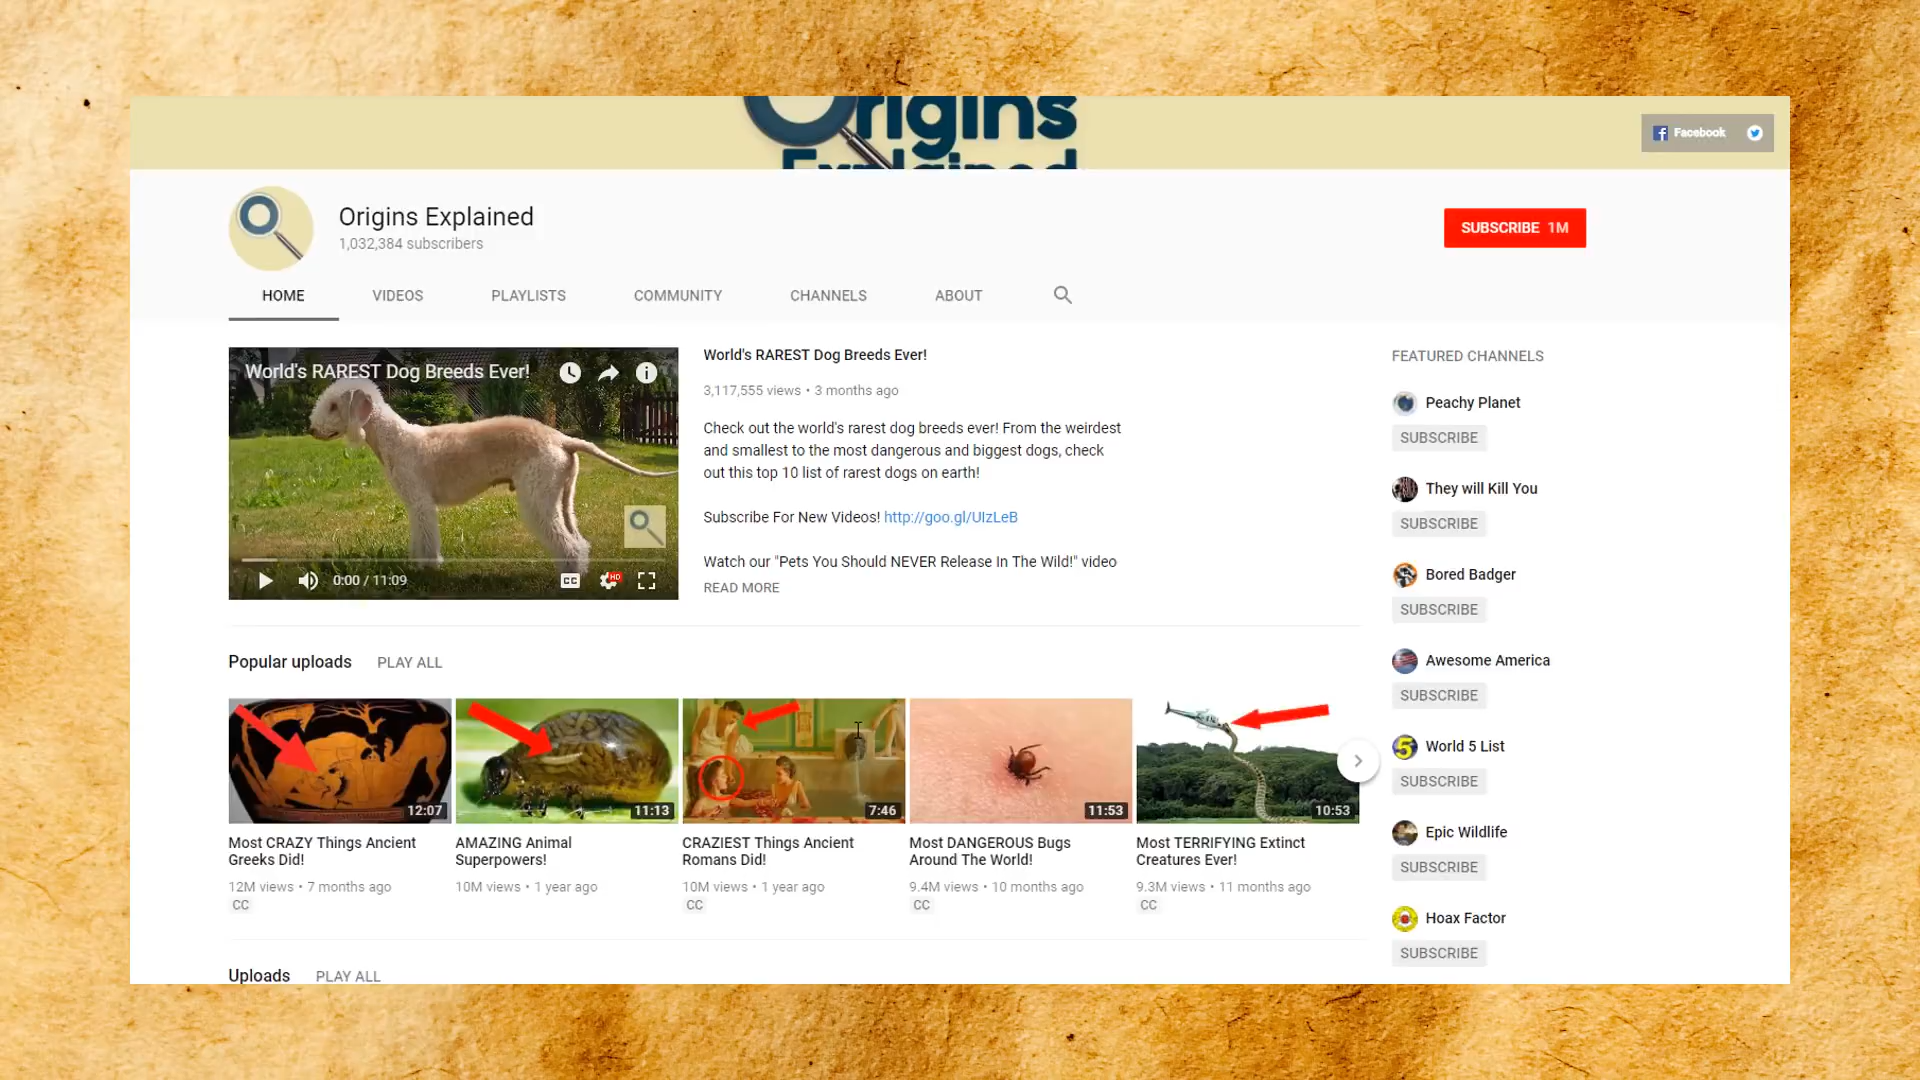 Origins
Explained
Facebook
Origins Explained
1,032,384 subscribers
SUBSCRIBE 1M
HOME
VIDEOS
PLAYLISTS
COMMUNITY
CHANNELS
ABOUT
World's RAREST Dog Breeds Ever!
0:00 / 11:09
CC
HD
World's RAREST Dog Breeds Ever!
3,117,555 views • 3 months ago
Check out the world's rarest dog breeds ever! From the weirdest
and smallest to the most dangerous and biggest dogs, check
out this top 10 list of rarest dogs on earth!
Subscribe For New Videos! http://goo.gl/UIzLeB
Watch our "Pets You Should NEVER Release In The Wild!" video
READ MORE
Popular uploads
PLAY ALL
12:07
Most CRAZY Things Ancient
Greeks Did!
12M views • 7 months ago
CC
11:13
AMAZING Animal
Superpowers!
10M views • 1 year ago
7:46
CRAZIEST Things Ancient
Romans Did!
10M views • 1 year ago
CC
11:53
Most DANGEROUS Bugs
Around The World!
9.4M views • 10 months ago
CC
10:53
Most TERRIFYING Extinct
Creatures Ever!
9.3M views • 11 months ago
CC
Uploads
PLAY ALL
FEATURED CHANNELS
Peachy Planet
SUBSCRIBE
They will Kill You
SUBSCRIBE
Bored Badger
SUBSCRIBE
Awesome America
SUBSCRIBE
5
World 5 List
SUBSCRIBE
Epic Wildlife
SUBSCRIBE
Hoax Factor
SUBSCRIBE